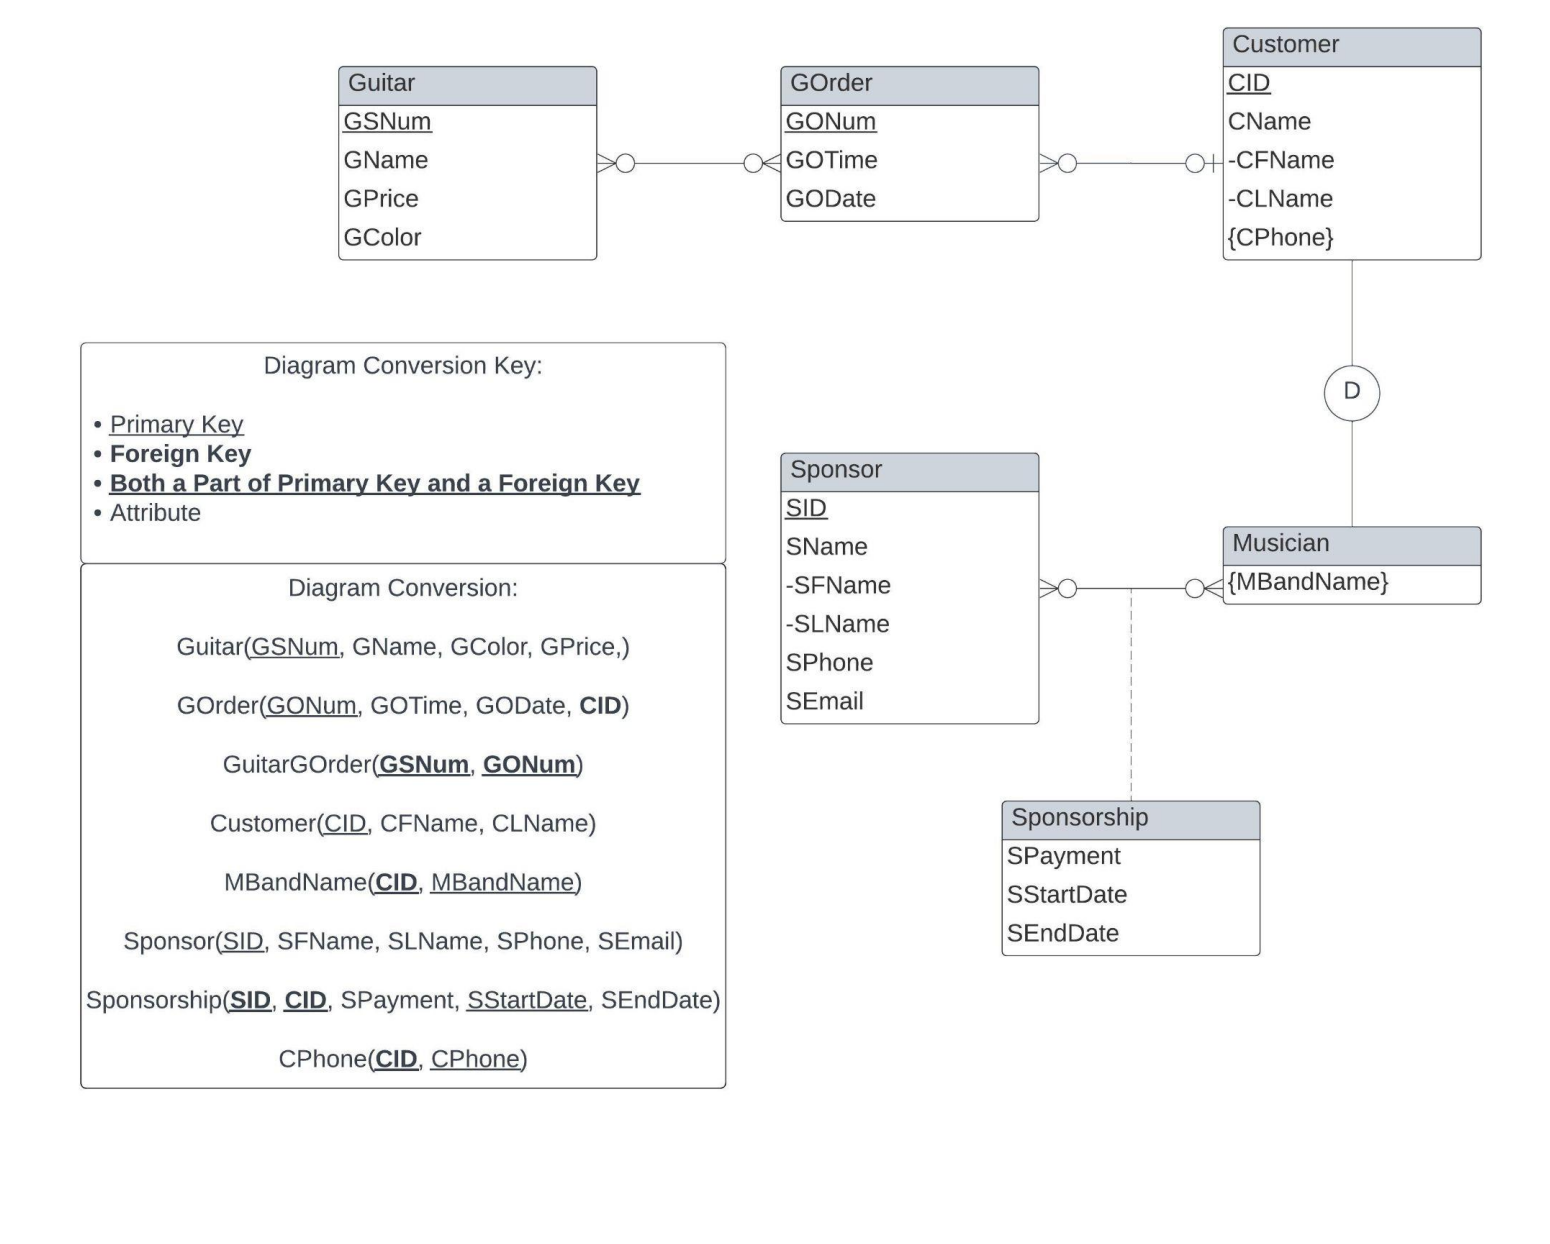 Guitar
GSNum
GName
GPrice
GColor
GOrder
GONum
GOTime
GODate
Customer
CID
CName
-CFName
-CLName
{CPhone}
D
Diagram Conversion Key:
• Primary Key
• Foreign Key
• Both a Part of Primary Key and a Foreign Key
• Attribute
Diagram Conversion:
Guitar(GSNum, GName, GColor, GPrice,)
GOrder(GONum, GOTime, GODate, CID)
GuitarGOrder(GSNum, GONum)
Customer(CID, CFName, CLName)
MBandName(CID, MBandName)
Sponsor(SID, SFName, SLName, SPhone, SEmail)
Sponsorship(SID, CID, SPayment, SStartDate, SEndDate)
CPhone(CID, CPhone)
Sponsor
SID
SName
-SFName
-SLName
SPhone
SEmail
Musician
{MBandName}
Sponsorship
SPayment
SStartDate
SEndDate